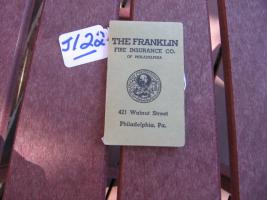 J122
THE FRANKLIN
FIRE INSURANCE CO.
OF PHILADELPHIA
421 Walnut Street
Philadelphia, Pa.